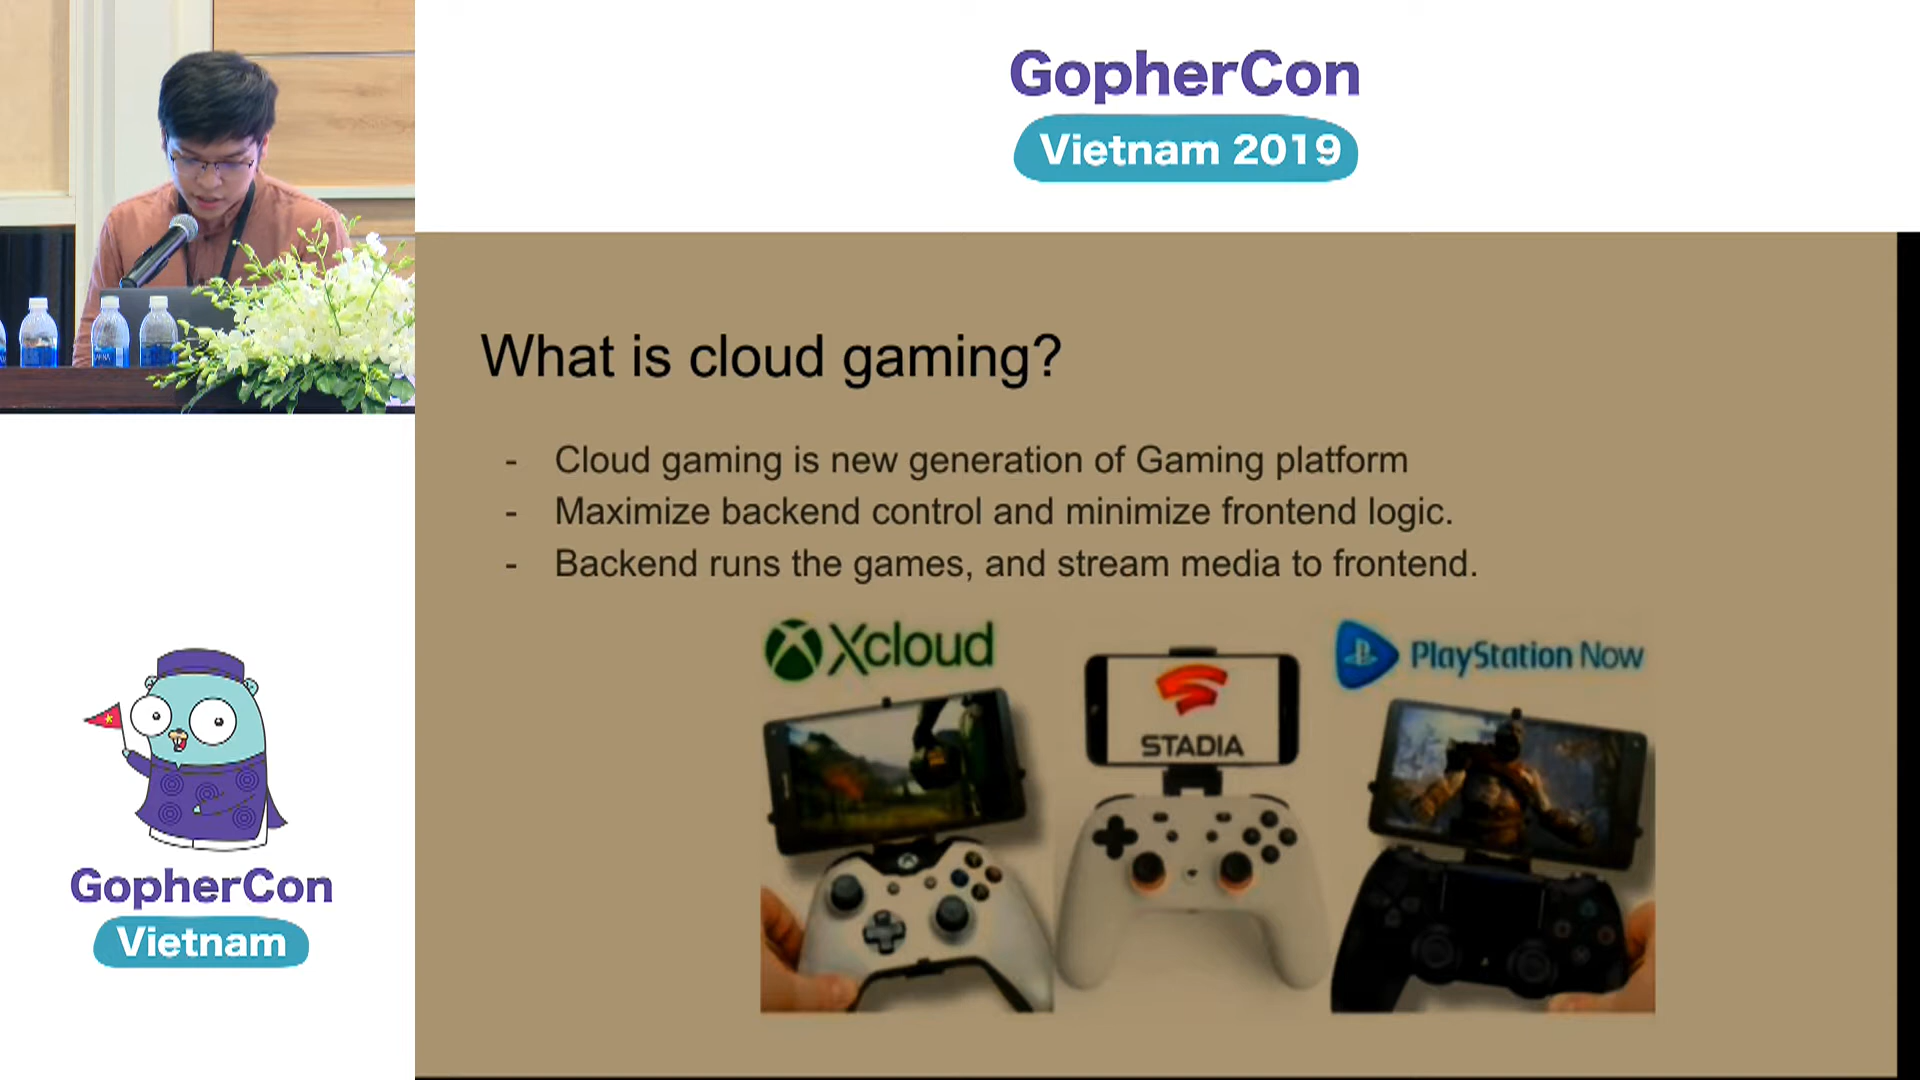 GopherCon
Vietnam 2019
What is cloud gaming?
- Cloud gaming is new generation of Gaming platform
- Maximize backend control and minimize frontend logic.
- Backend runs the games, and stream media to frontend.
Xcloud
STADIA
PlayStation Now
GopherCon
Vietnam